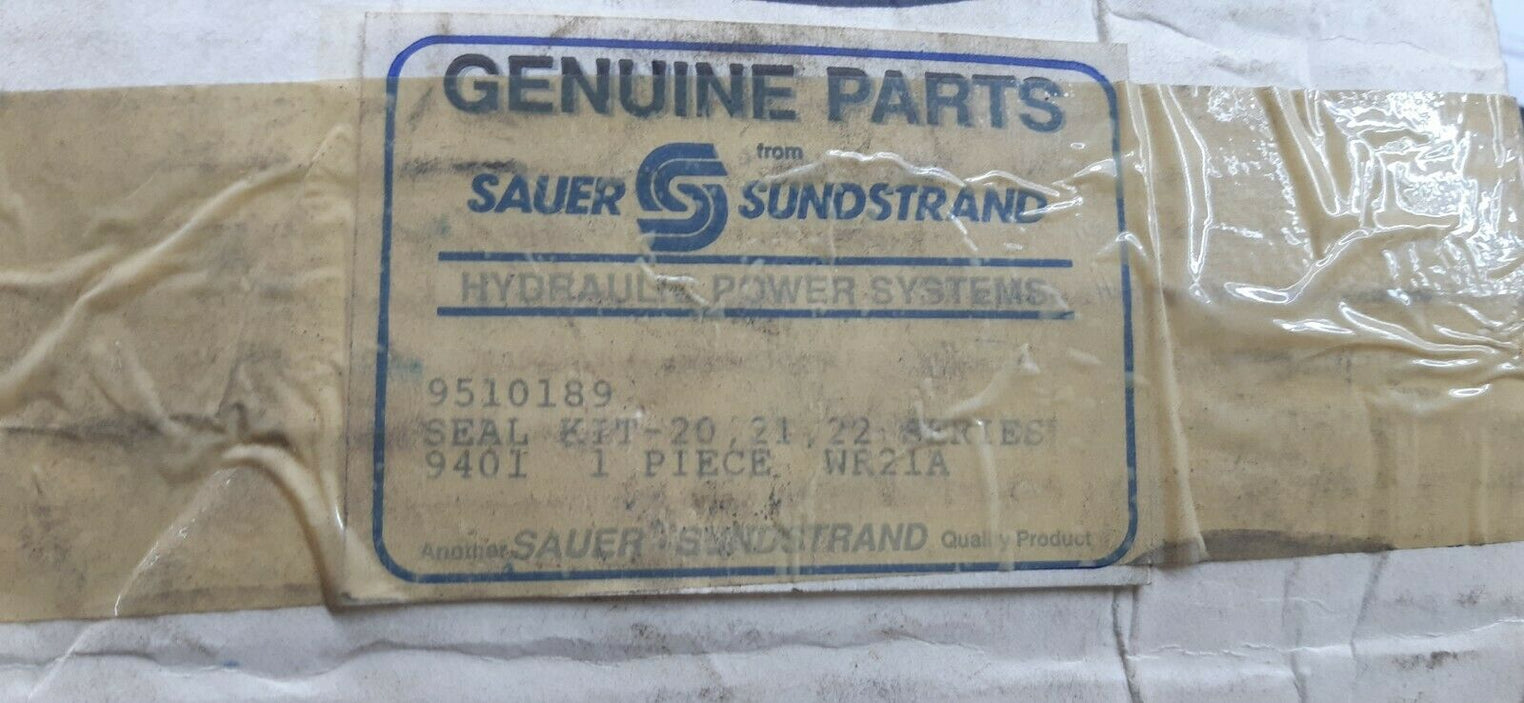 GENUINE PARTS
from
SAUER SUNDSTRAND
HYDRAULIC POWER SYSTEMS
9510189
SEAL KIT-20,21,22 SERIES
9401 1 PIECE WR21A
Another SAUER-SUNDSTRAND Quality Product